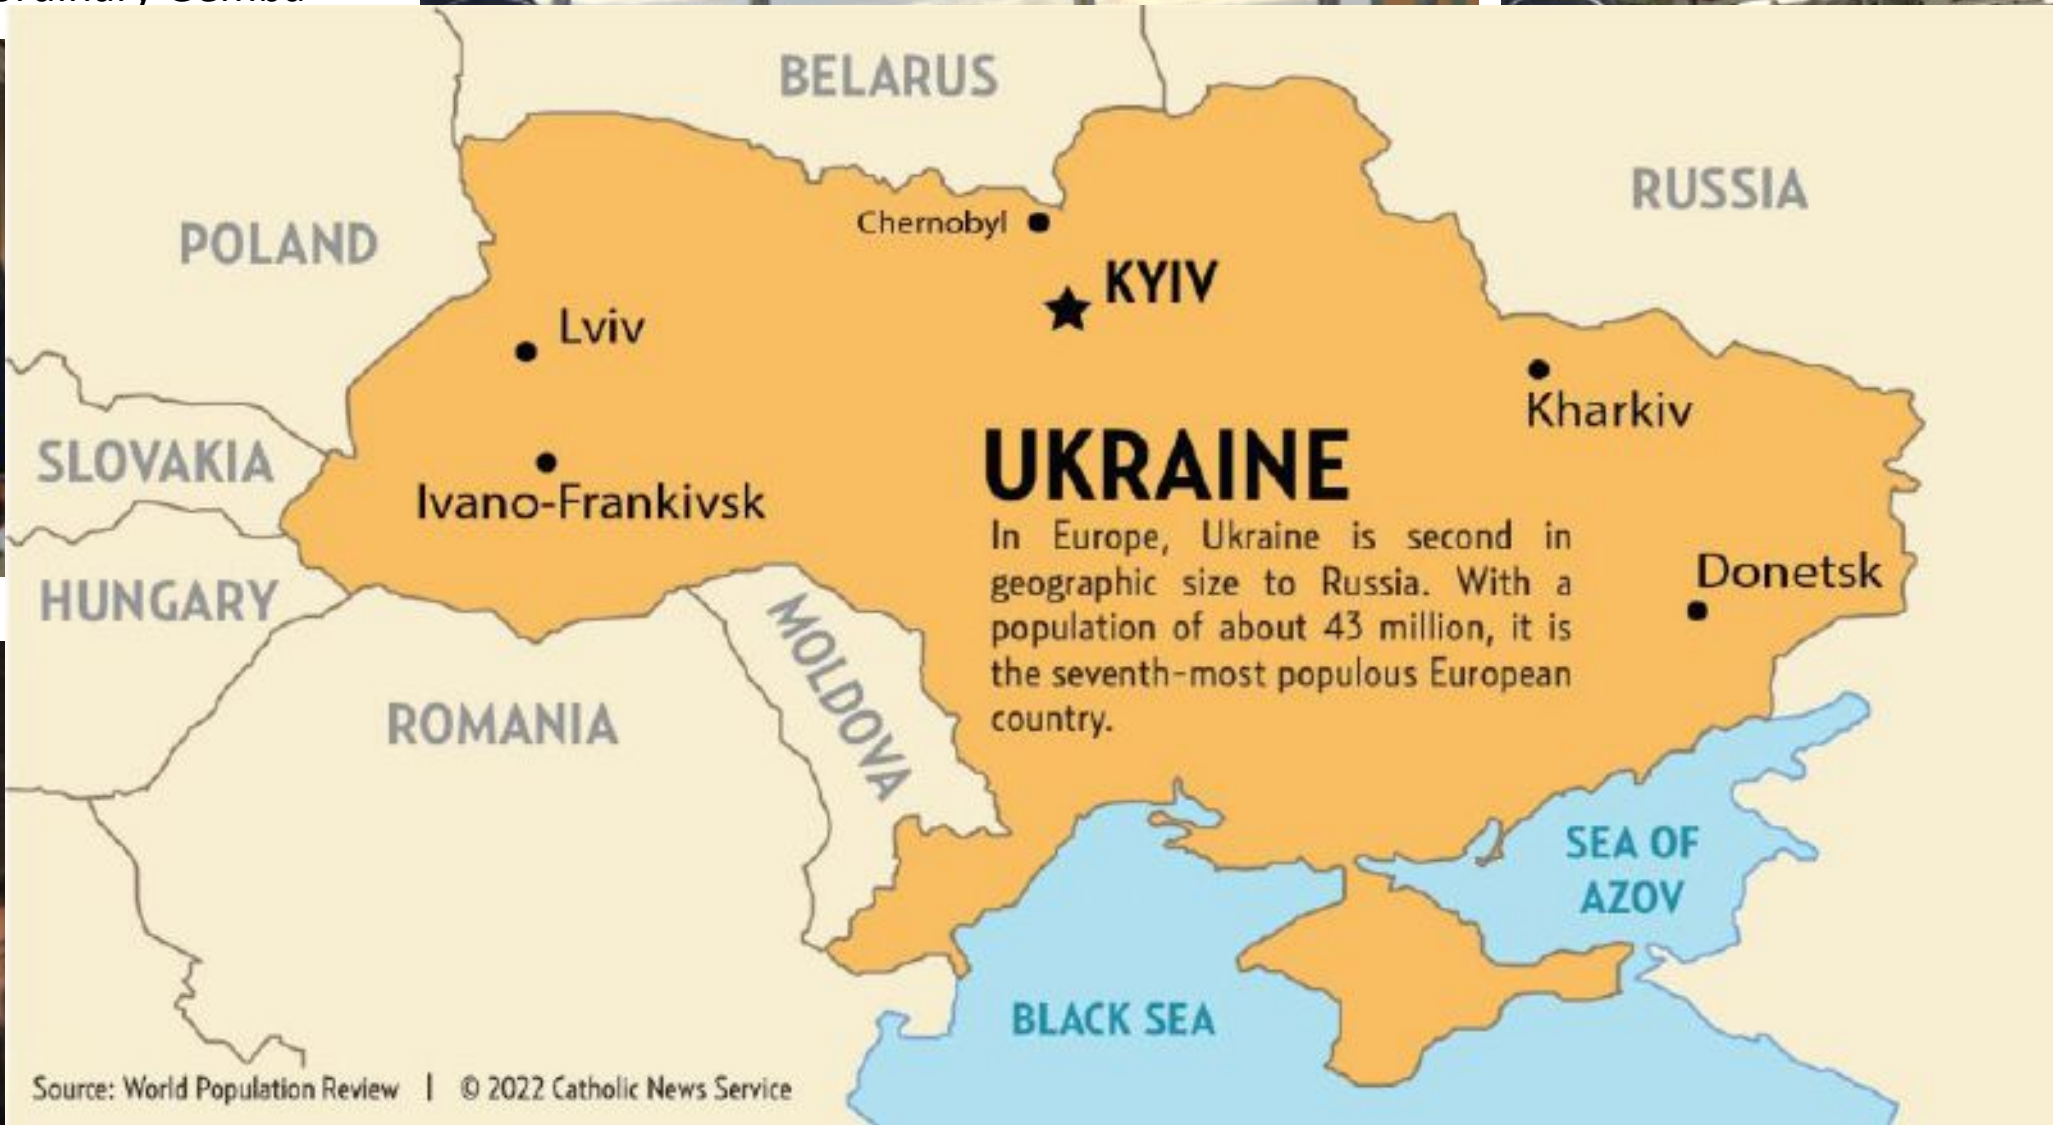 BELARUS
RUSSIA
POLAND
Chernobyl
KYIV
Lviv
Kharkiv
SLOVAKIA
UKRAINE
Ivano-Frankivsk
In Europe, Ukraine is second in
geographic size to Russia. With a
population of about 43 million, it is
the seventh-most populous European
country.
Donetsk
HUNGARY
MOLDOVA
ROMANIA
SEA OF
AZOV
BLACK SEA
Source: World Population Review | © 2022 Catholic News Service